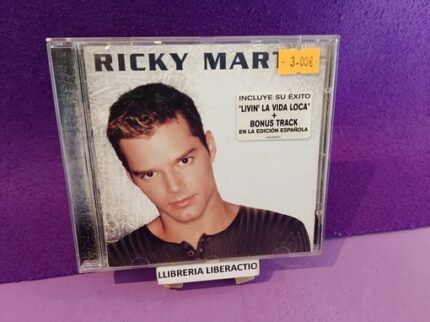 RICKY MART
- 3.00€
INCLUYE SU ÉXITO
"LIVIN' LA VIDA LOCA"
+
BONUS TRACK
EN LA EDICIÓN ESPAÑOLA
LLIBRERIA LIBERACTIO